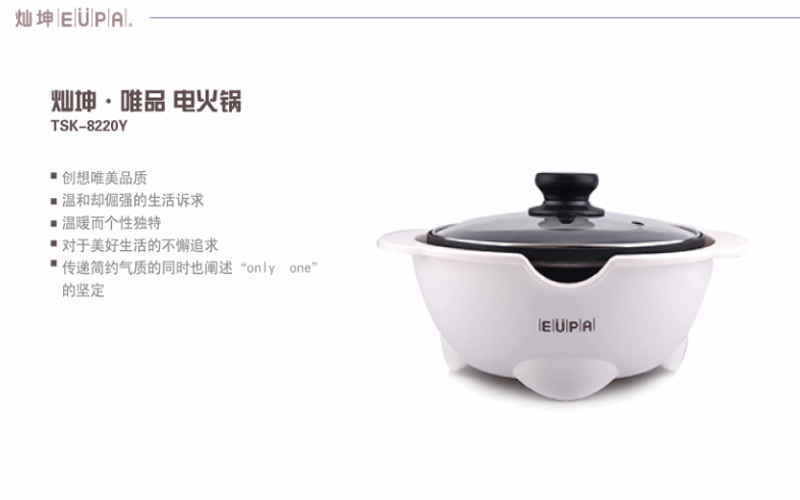 灿坤 EUPA®
灿坤·唯品 电火锅
TSK-8220Y
■ 创想唯美品质
■ 温和却倔强的生活诉求
■ 温暖而个性独特
■ 对于美好生活的不懈追求
■ 传递简约气质的同时也阐述“only one”
的坚定
EUPA